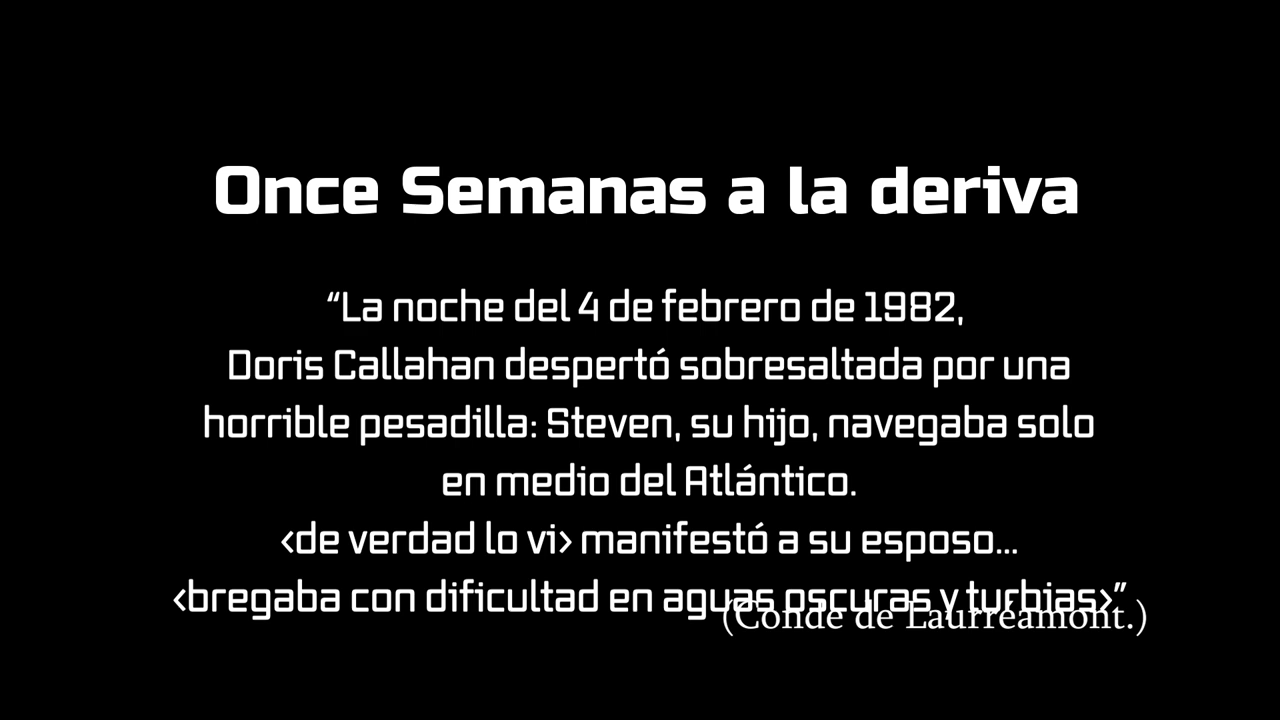 Once Semanas a la deriva
“La noche del 4 de febrero de 1982,
Doris Callahan despertó sobresaltada por una
horrible pesadilla: Steven, su hijo, navegaba solo
en medio del Atlántico.
<de verdad lo vi> manifestó a su esposo...
<bregaba con dificultad en aguas oscuras y turbias>”
(Conde de Laurreamont.)